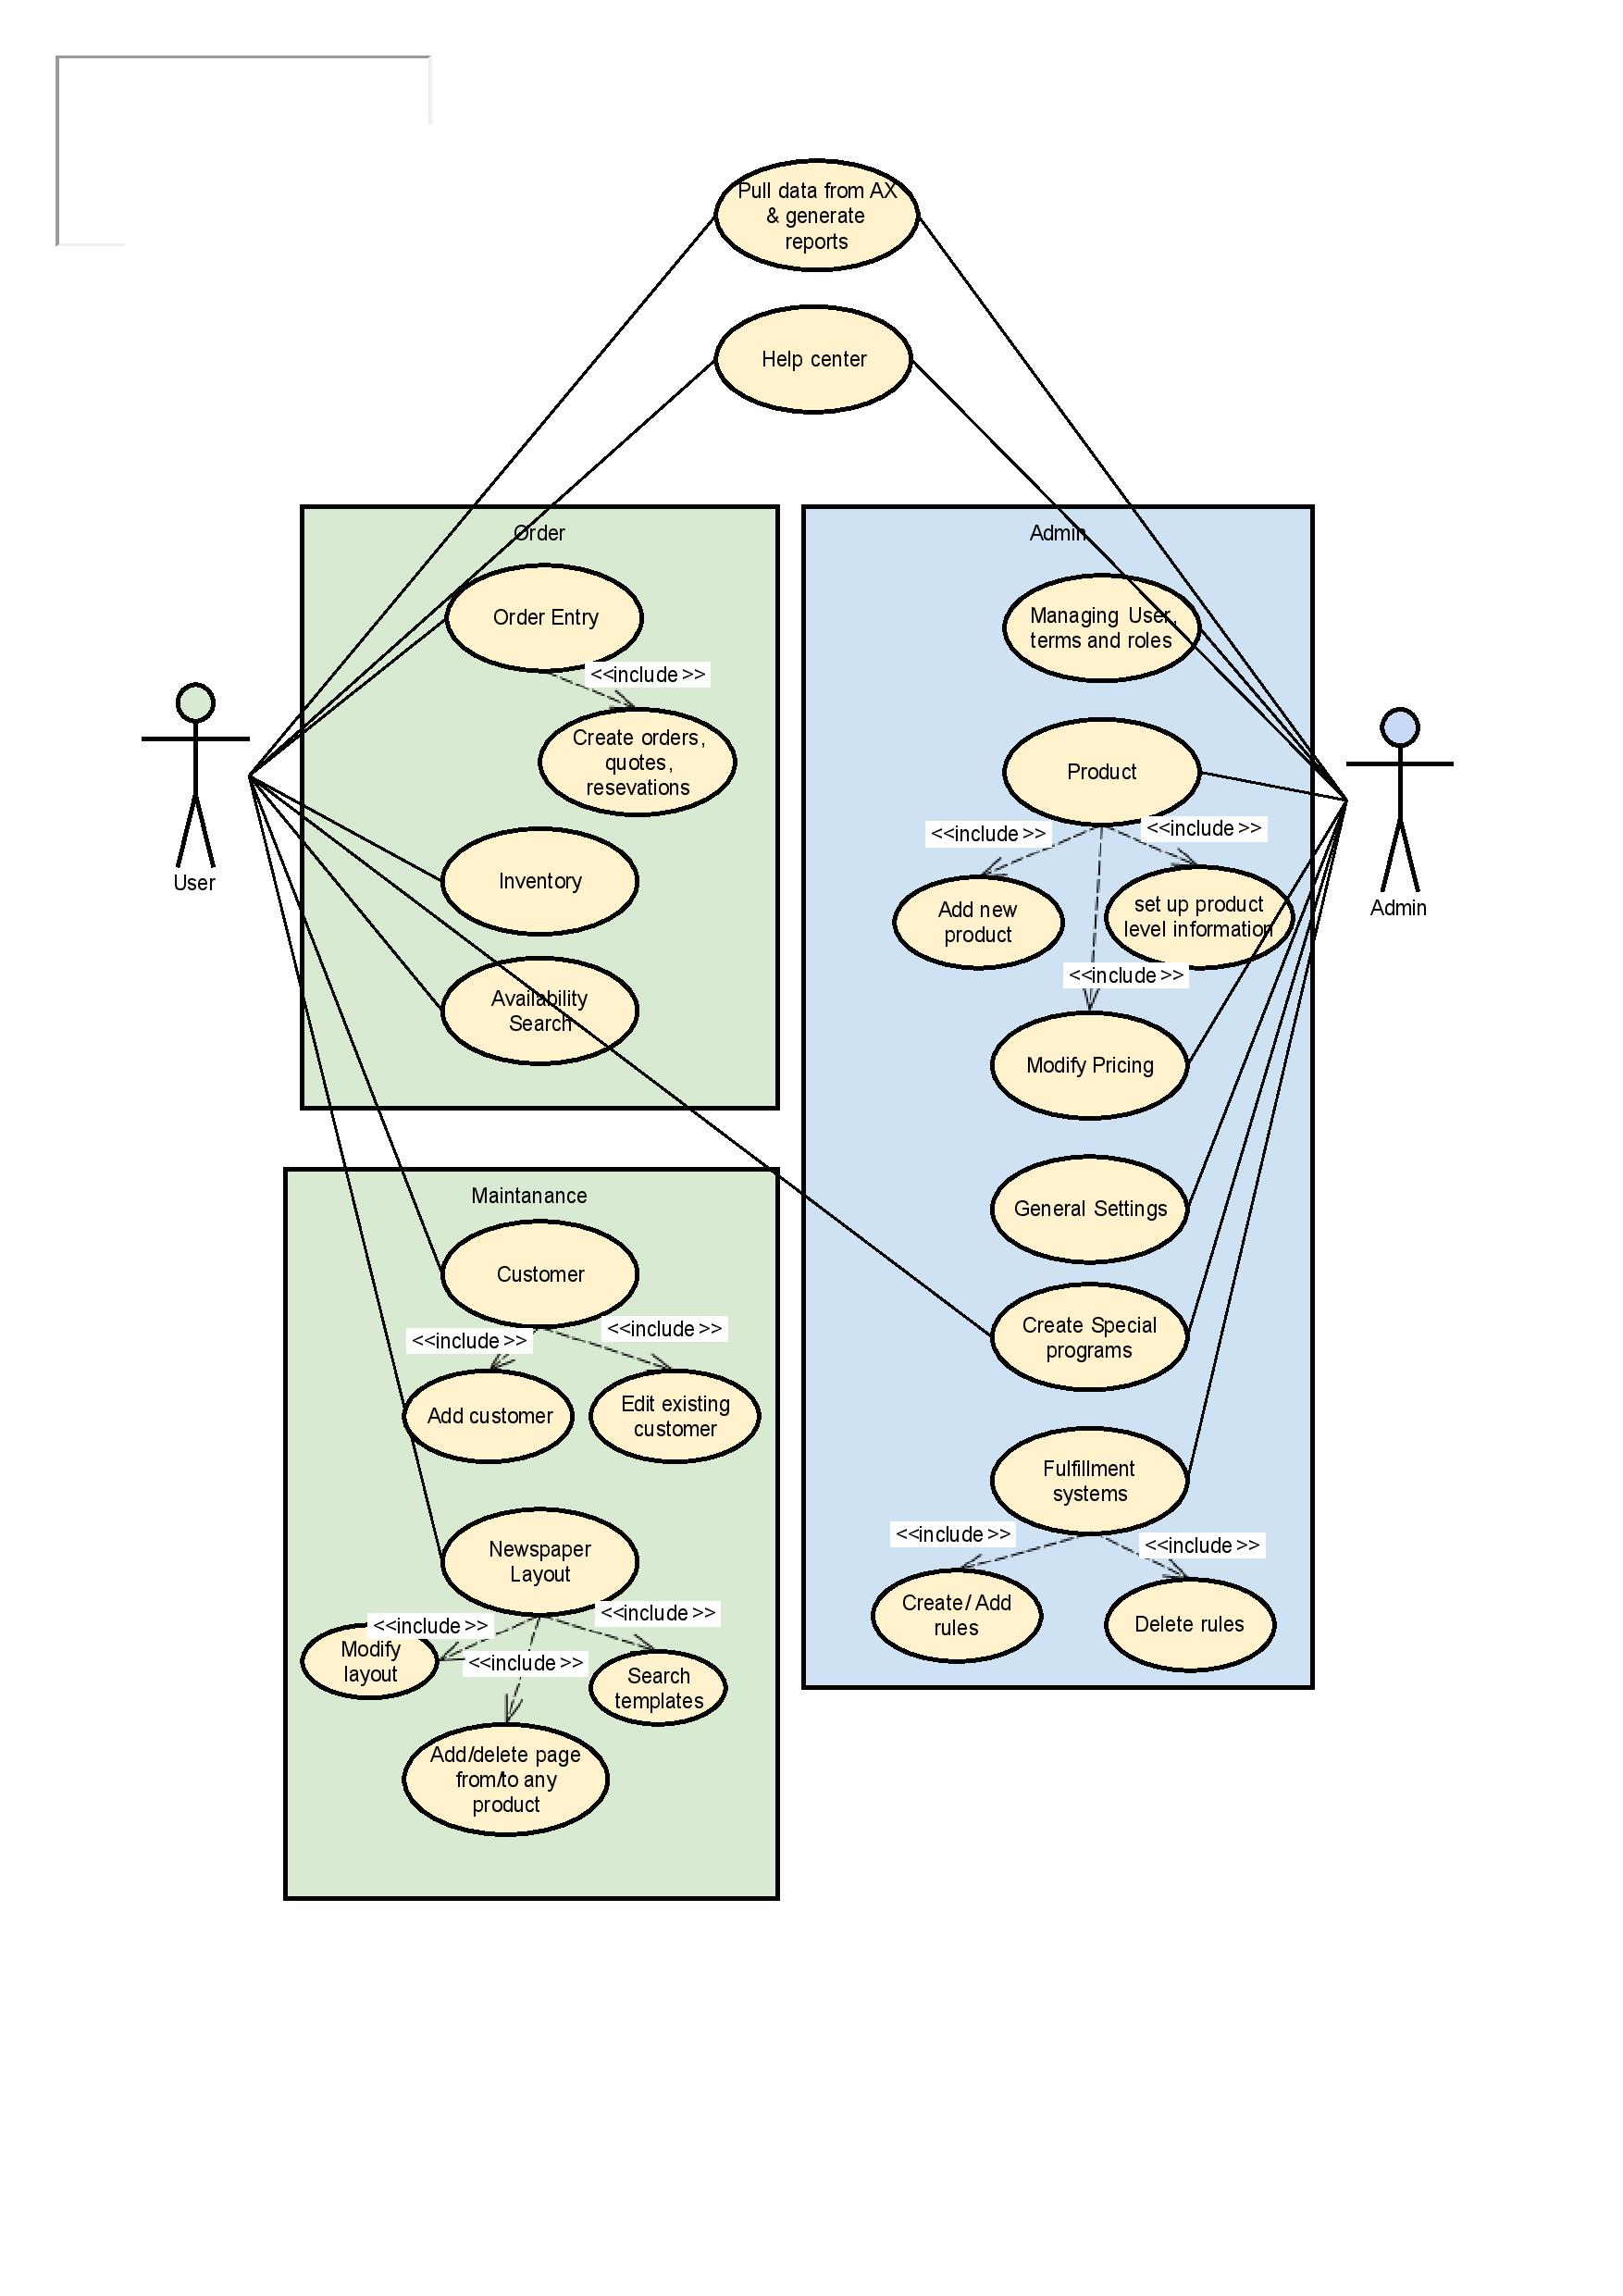 Pull data from AX
& generate
reports
Help center
Order
Order Entry
<<include>>
Create orders,
quotes,
resevations
Inventory
Availability
Search
User
Admin
Managing User,
terms and roles
Product
<<include>>
<<include>>
Add new
product
set up product
level information
<<include>>
Modify Pricing
General Settings
Create Special
programs
Fulfillment
systems
<<include>>
<<include>>
Create/ Add
rules
Delete rules
Admin
Maintanance
Customer
<<include>>
<<include>>
Add customer
Edit existing
customer
Newspaper
Layout
<<include>>
<<include>>
<<include>>
Modify
layout
Search
templates
Add/delete page
from/to any
product